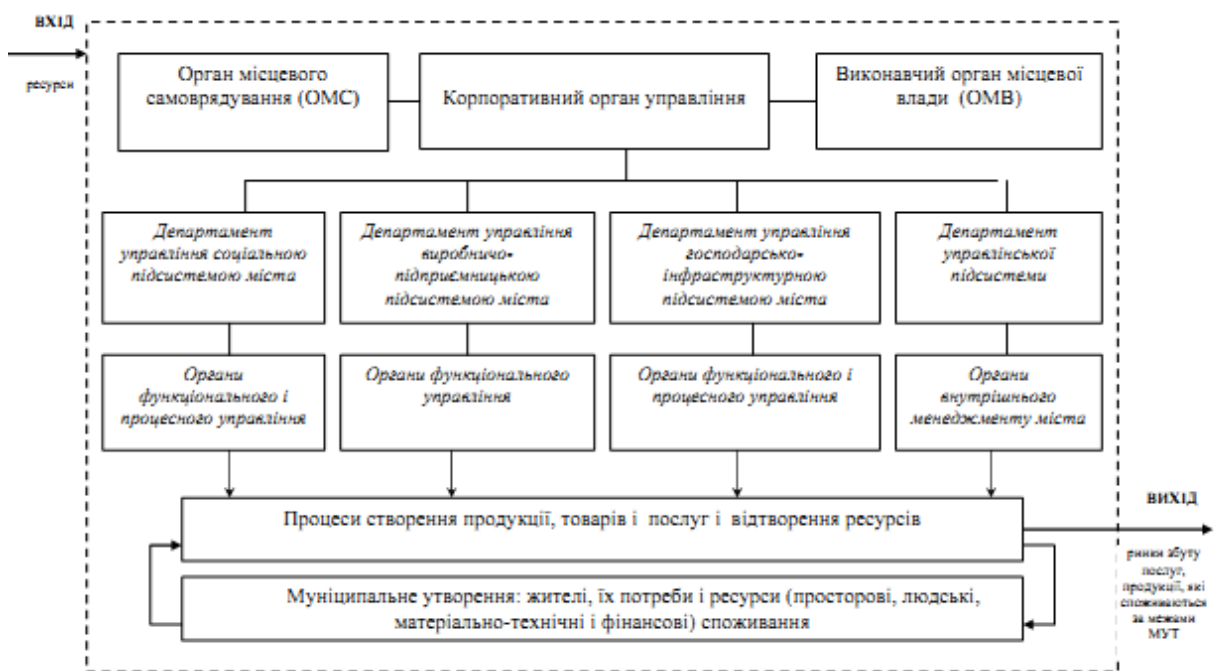 ВХІД
ресурси
Орган місцевого
самоврядування (ОМС)
Корпоративний орган управління
Виконавчий орган місцевої
влади (ОМВ)
Департамент
управління соціальною
підсистемою міста
Департамент управління
виробничо-
підприємницькою
підсистемою міста
Департамент управління
господарсько-
інфраструктурною
підсистемою міста
Департамент
управлінської
підсистеми
Органи
функціонального і
процесного управління
Органи функціонального
управління
Органи функціонального і
процесного управління
Органи
внутрішнього
менеджменту міста
Процеси створення продукції, товарів і послуг і відтворення ресурсів
ВИХІД
ринки збуту
послуг,
продукції, які
споживаються
за межами
МУТ
Муніципальне утворення: жителі, їх потреби і ресурси (просторові, людські,
матеріально-технічні і фінансові) споживання